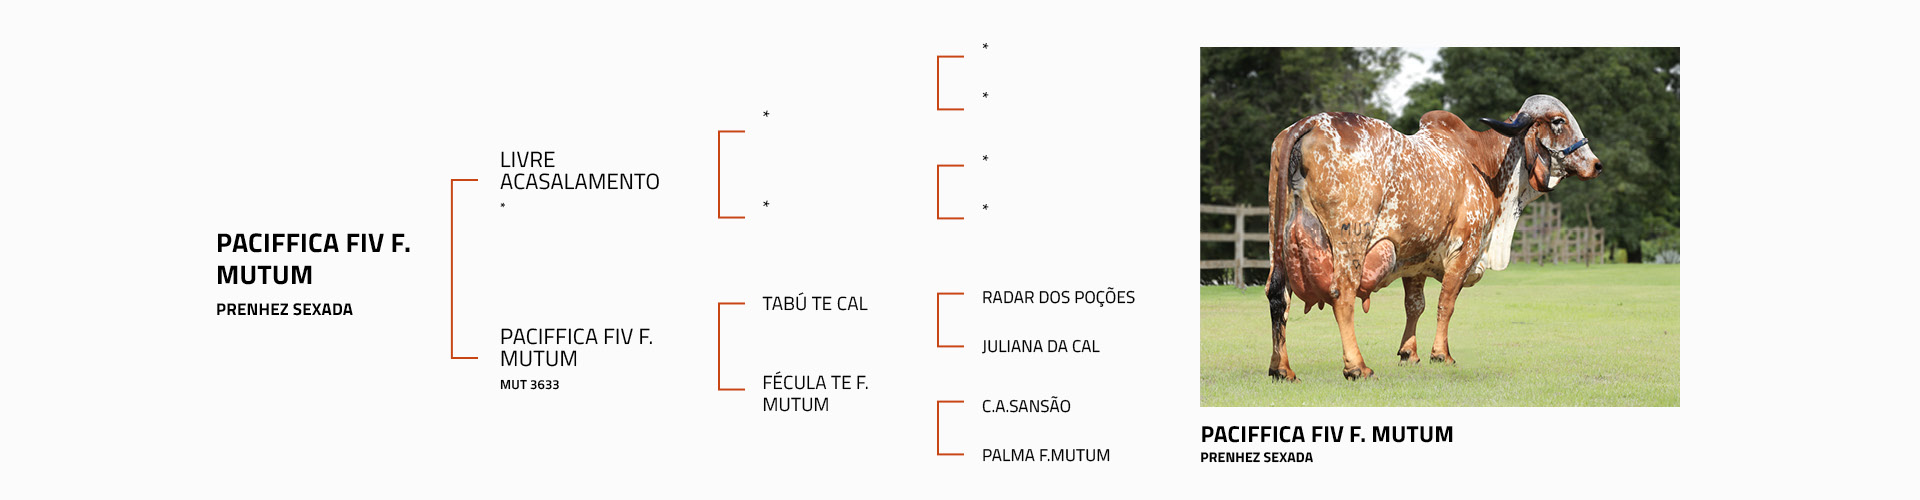 PACIFFICA FIV F.
MUTUM
PRENHEZ SEXADA
LIVRE
ACASALAMENTO
*
PACIFFICA FIV F.
MUTUM
MUT 3633
*
*
TABÚ TE CAL
FÉCULA TE F.
MUTUM
*
*
*
*
RADAR DOS POÇÕES
JULIANA DA CAL
C.A.SANSÃO
PALMA F.MUTUM
MUT
PACIFFICA FIV F. MUTUM
PRENHEZ SEXADA